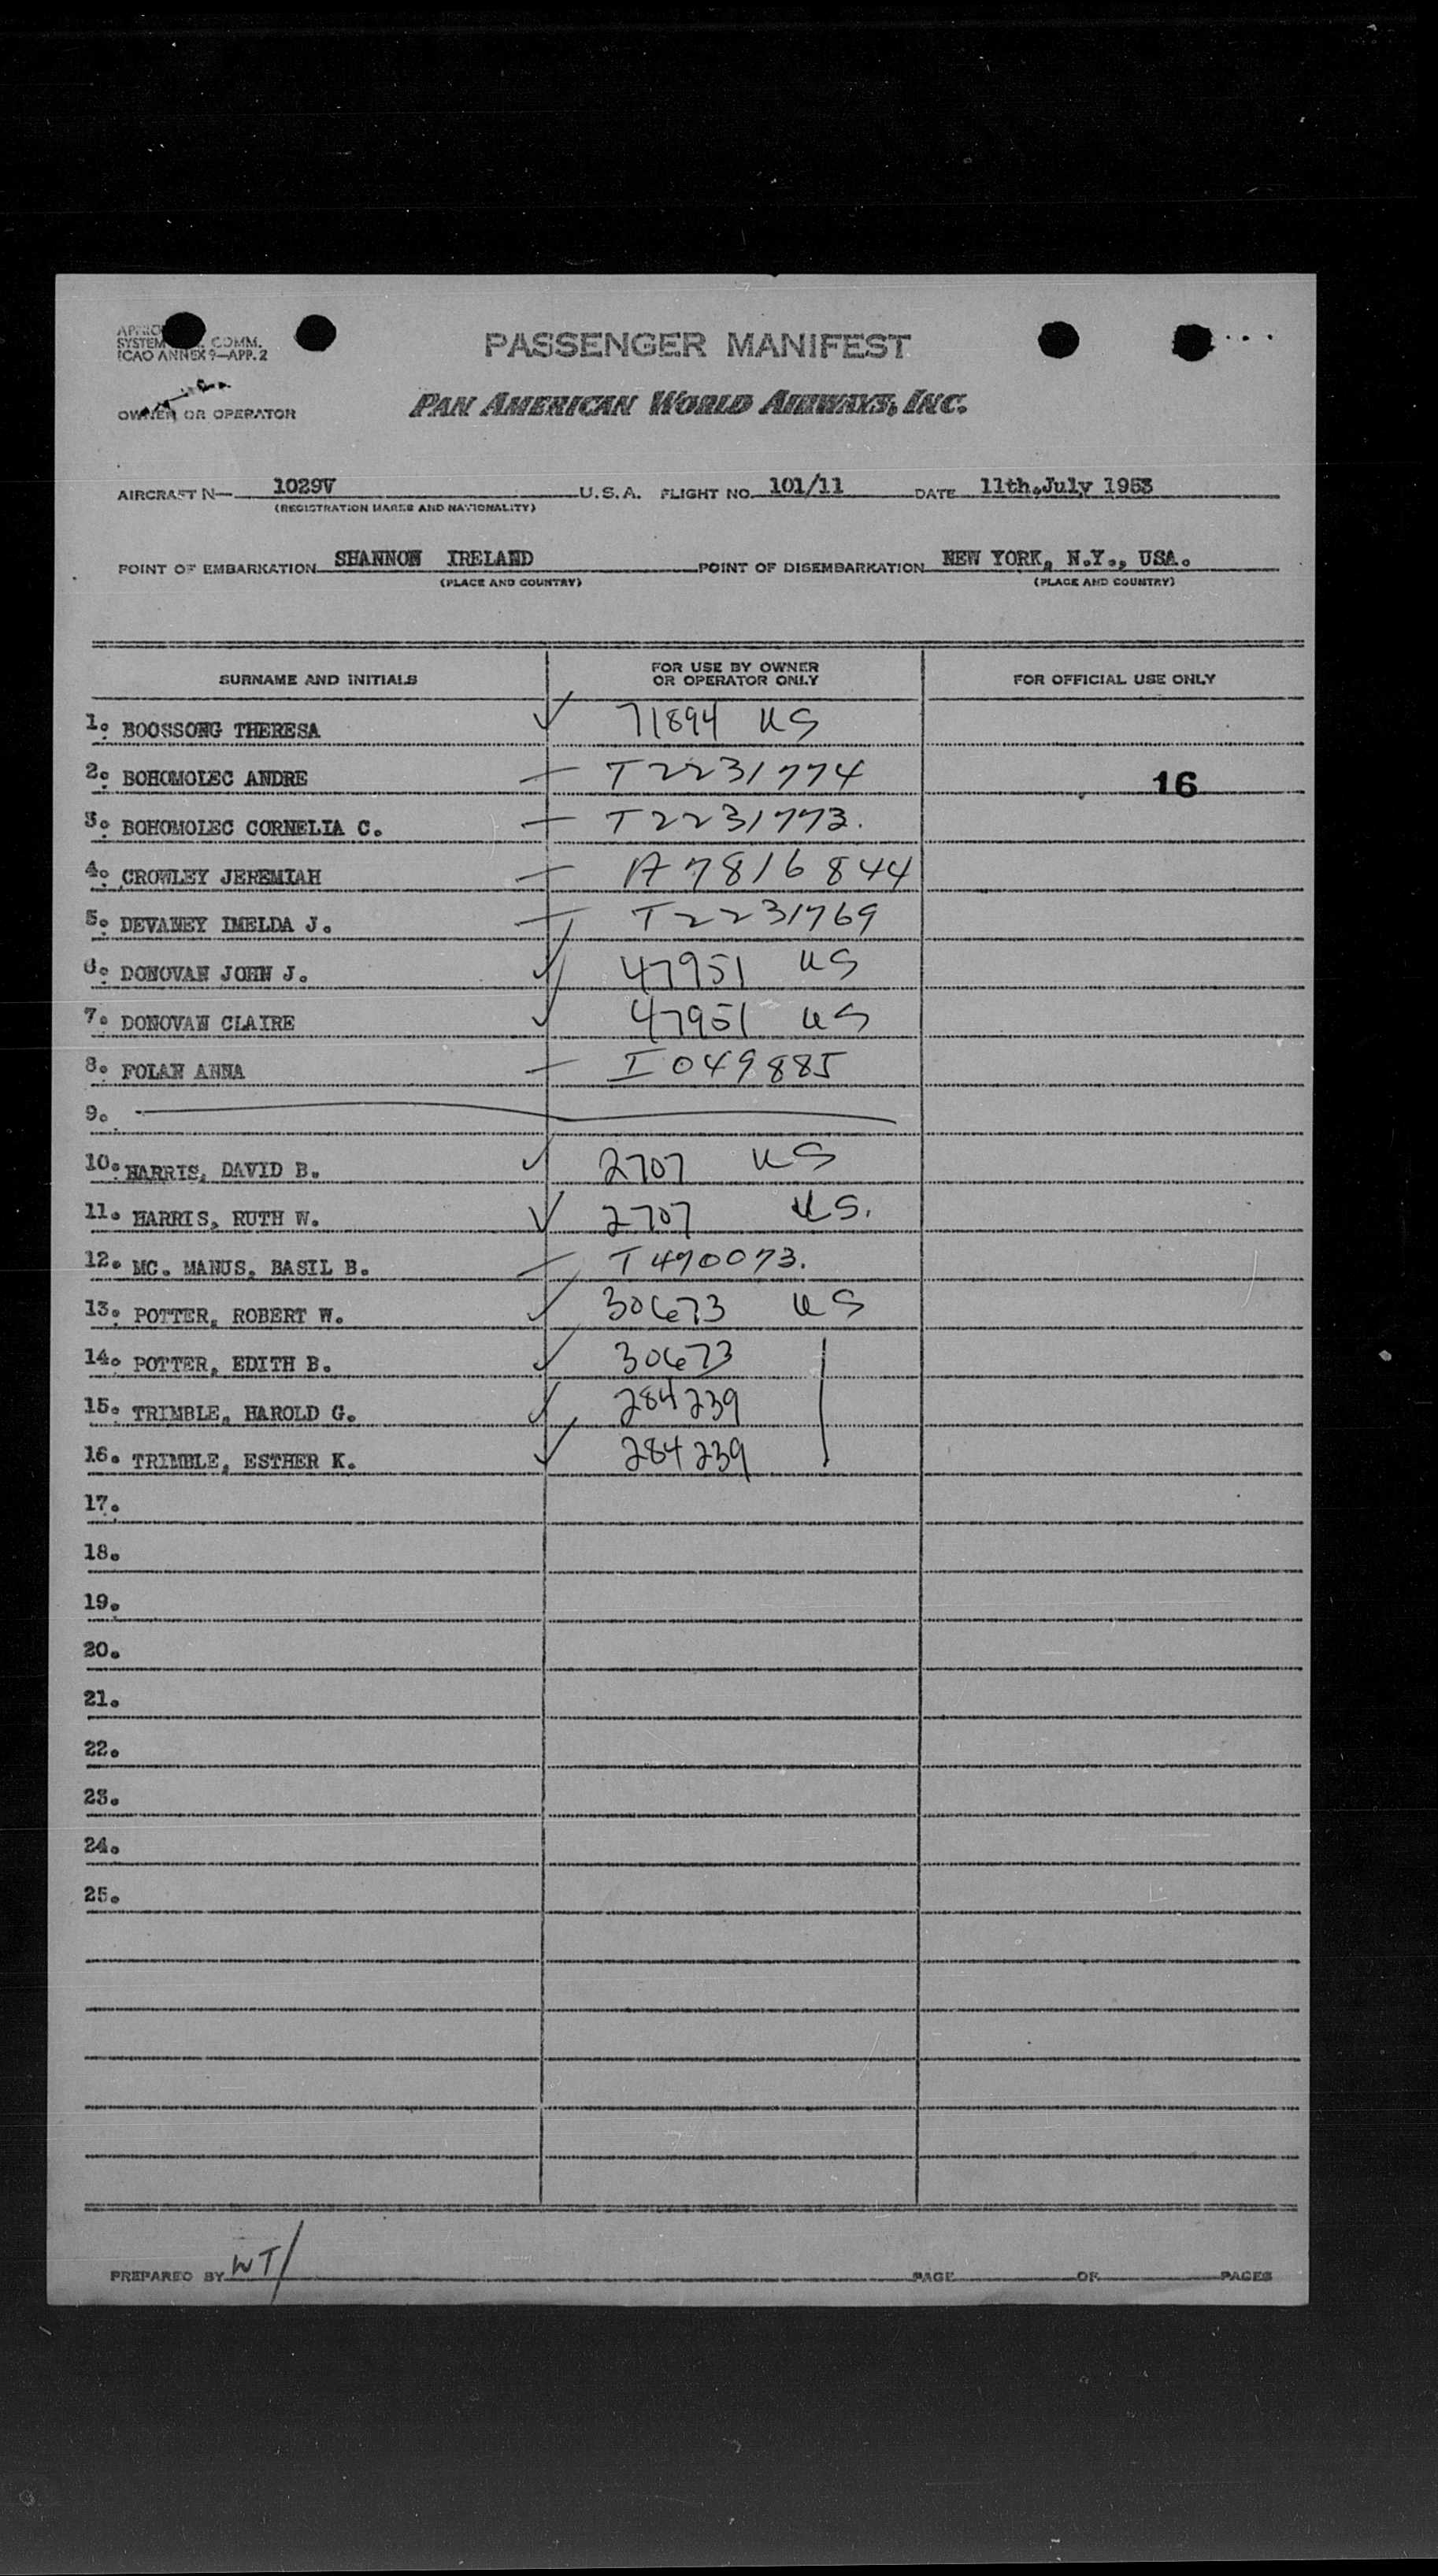 SYSTEM COMM.
ICAO ANNEX 9—APP. 2
PASSENGER MANIFEST
OWNER OR OPERATOR PAN AMERICAN WORLD AIRWAYS, INC.
AIRCRAFT N— 1029V U.S.A. FLIGHT NO. 101/11 DATE 11th.July 1953
(REGISTRATION MARKS AND NATIONALITY)
POINT OF EMBARKATION SHANNON IRELAND POINT OF DISEMBARKATION NEW YORK, N.Y., USA.
(PLACE AND COUNTRY) (PLACE AND COUNTRY)
SURNAME AND INITIALS FOR USE BY OWNER OR OPERATOR ONLY FOR OFFICIAL USE ONLY
1. BOOSSONG THERESA 71894 US
2. BOHOMOLEC ANDRE T2231774 16
3. BOHOMOLEC CORNELIA C. T2231773.
4. CROWLEY JEREMIAH A7816844
5. DEVANEY IMELDA J. T2231769
6. DONOVAN JOHN J. 47951 US
7. DONOVAN CLAIRE 47951 US
8. FOLAN ANNA I049885
9.
10. HARRIS, DAVID B. 2707 US
11. HARRIS, RUTH W. 2707 US.
12. MC. MANUS, BASIL B. T490073.
13. POTTER, ROBERT W. 30673 US
14. POTTER, EDITH B. 30673
15. TRIMBLE, HAROLD G. 284239
16. TRIMBLE, ESTHER K. 284239
17.
18.
19.
20.
21.
22.
23.
24.
25.
PREPARED BY WT/ PAGE OF PAGES